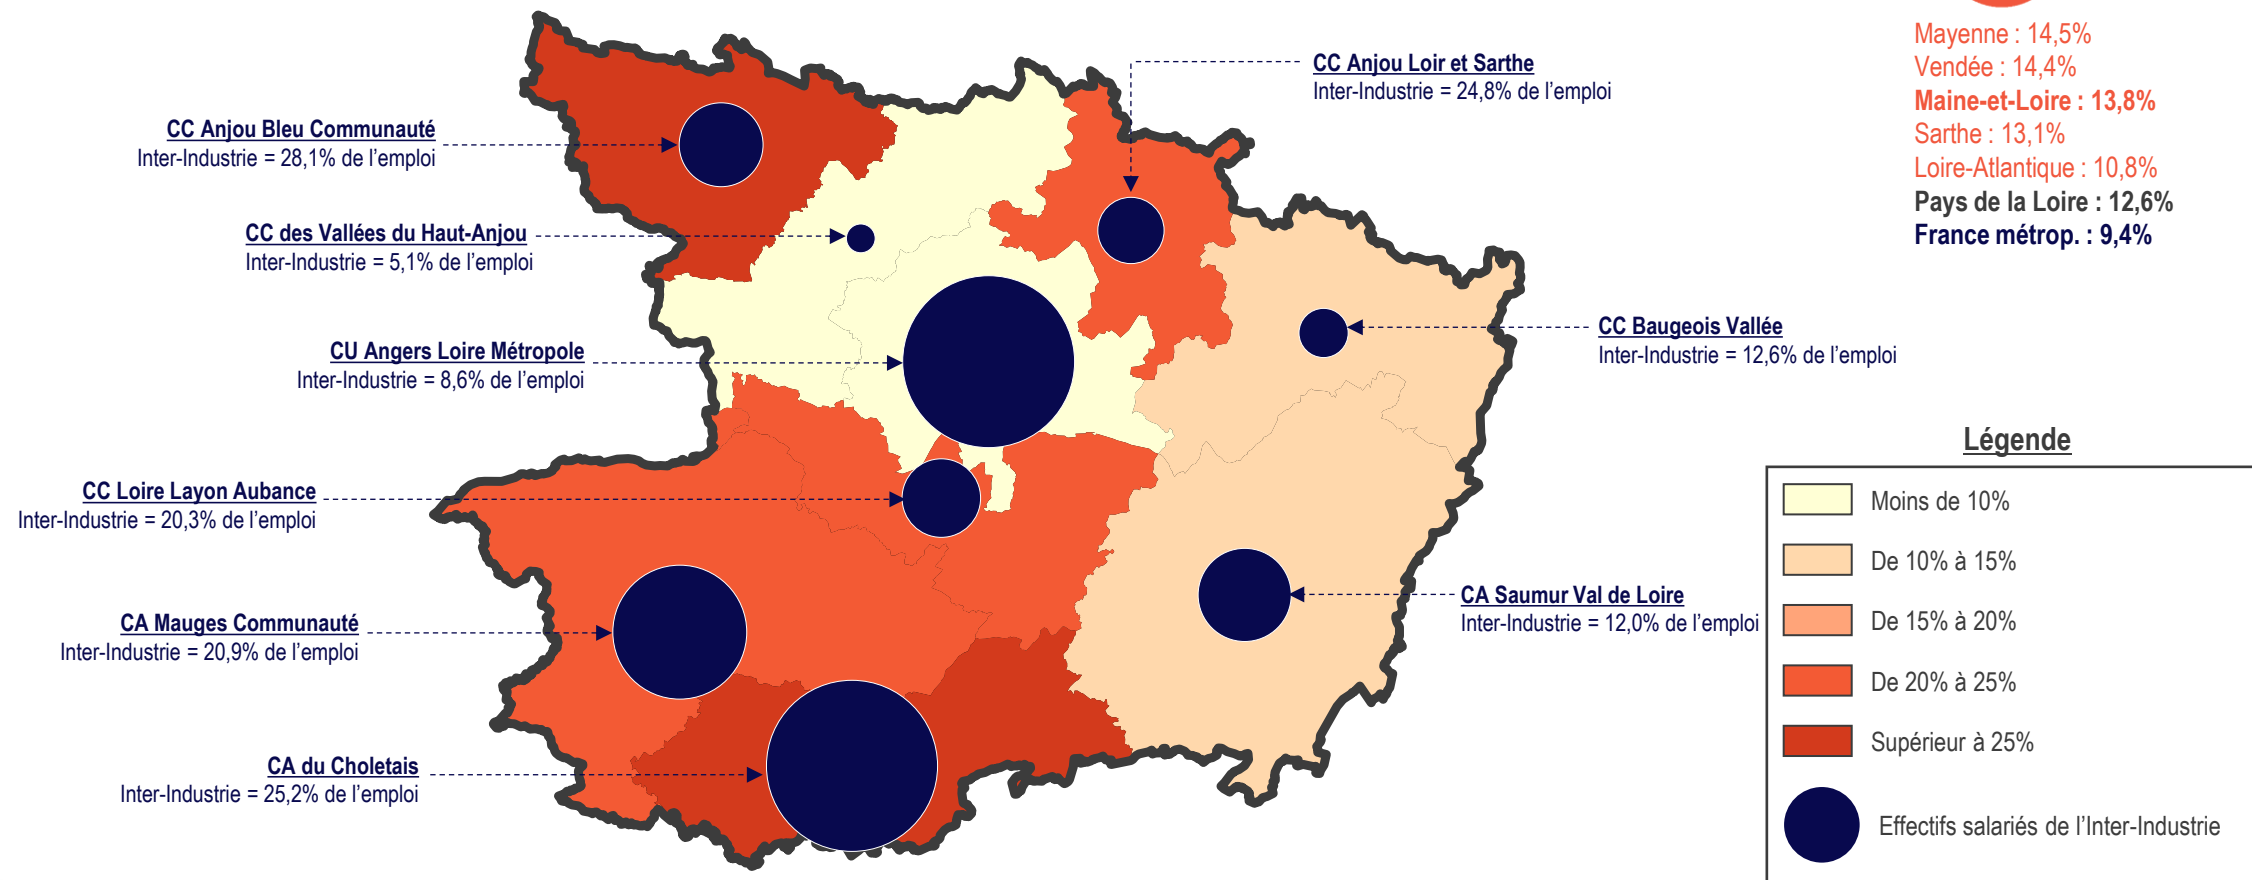 CC Anjou Bleu Communauté
Inter-Industrie = 28,1% de l’emploi
CC des Vallées du Haut-Anjou
Inter-Industrie = 5,1% de l’emploi
CU Angers Loire Métropole
Inter-Industrie = 8,6% de l’emploi
CC Loire Layon Aubance
Inter-Industrie = 20,3% de l’emploi
CA Mauges Communauté
Inter-Industrie = 20,9% de l’emploi
CA du Choletais
Inter-Industrie = 25,2% de l’emploi
CC Anjou Loir et Sarthe
Inter-Industrie = 24,8% de l’emploi
CC Baugeois Vallée
Inter-Industrie = 12,6% de l’emploi
CA Saumur Val de Loire
Inter-Industrie = 12,0% de l’emploi
Mayenne : 14,5%
Vendée : 14,4%
Maine-et-Loire : 13,8%
Sarthe : 13,1%
Loire-Atlantique : 10,8%
Pays de la Loire : 12,6%
France métrop. : 9,4%
Légende
Moins de 10%
De 10% à 15%
De 15% à 20%
De 20% à 25%
Supérieur à 25%
Effectifs salariés de l’Inter-Industrie